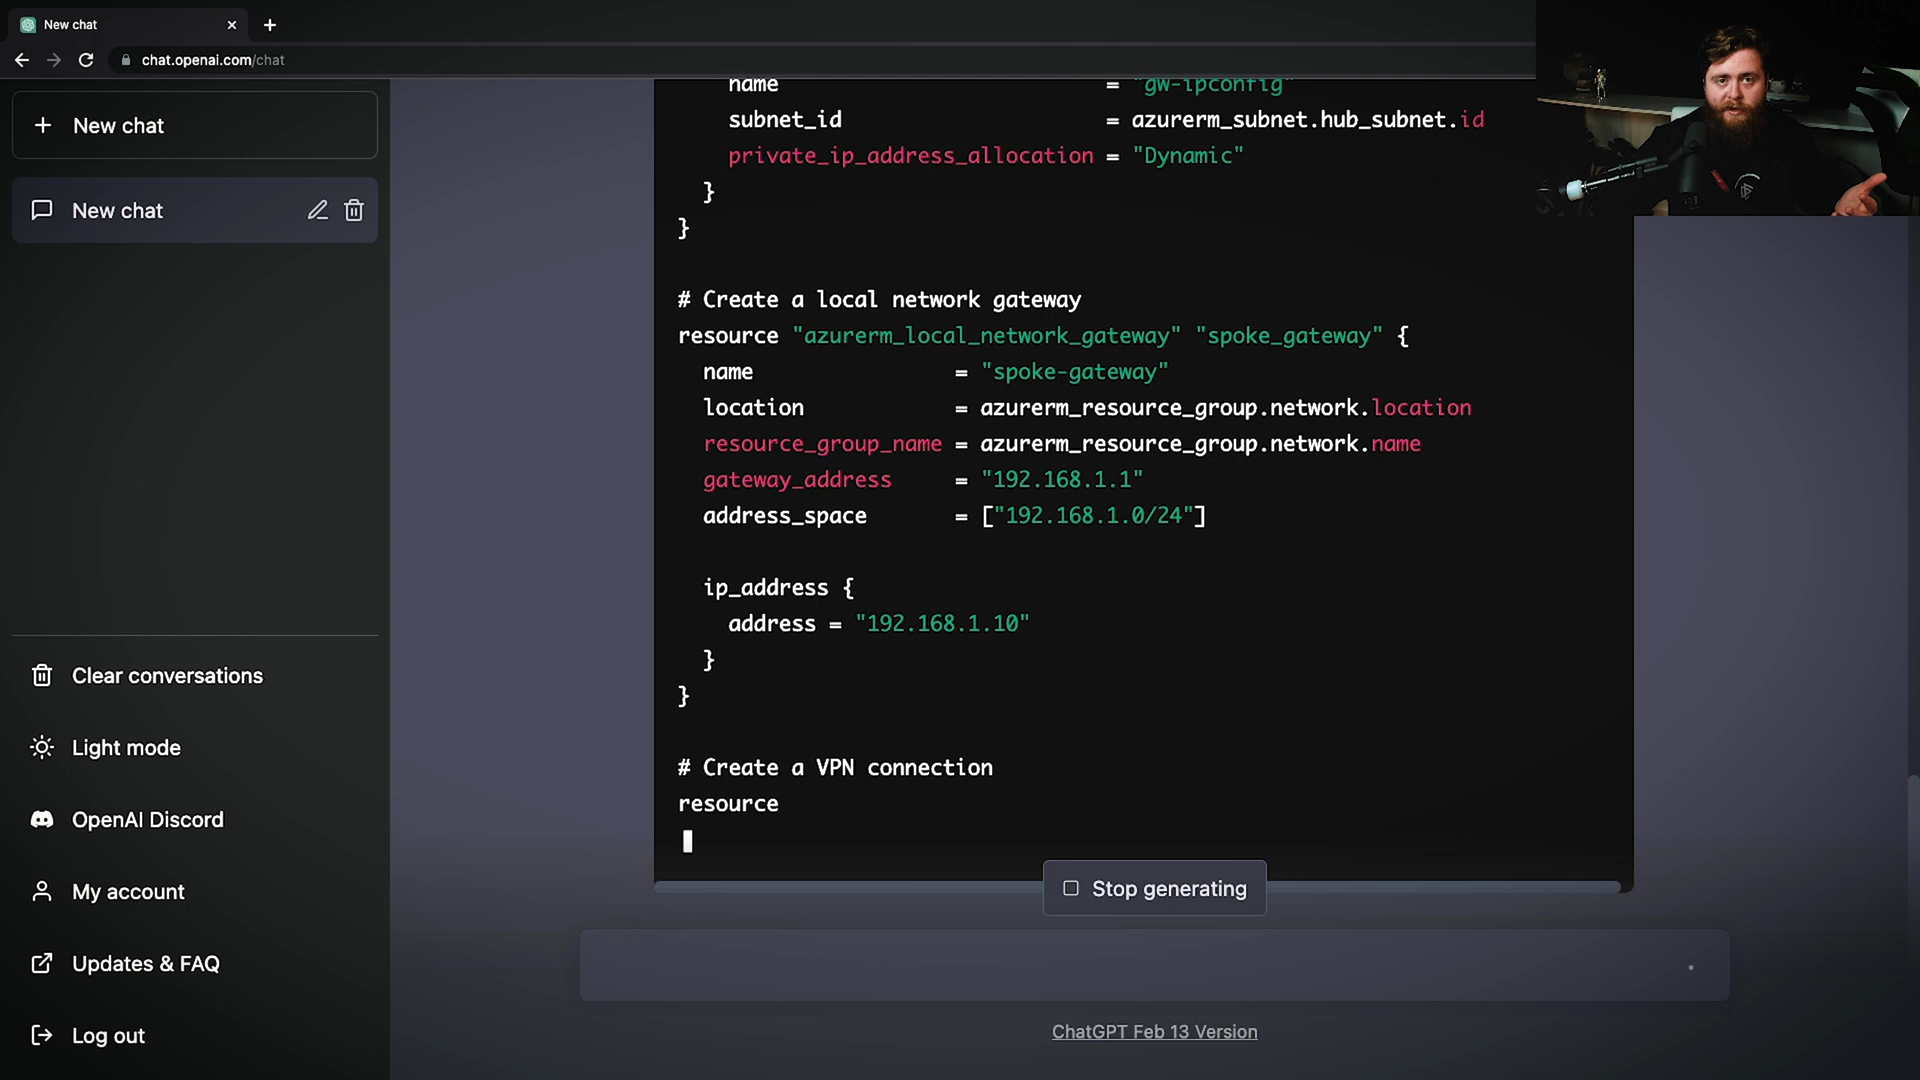 New chat
chat.openai.com/chat
New chat
New chat
Clear conversations
Light mode
OpenAI Discord
My account
Updates & FAQ
Log out
name = "gw-ipconfig"
subnet_id = azurerm_subnet.hub_subnet.id
private_ip_address_allocation = "Dynamic"
}
}
# Create a local network gateway
resource "azurerm_local_network_gateway" "spoke_gateway" {
name = "spoke-gateway"
location = azurerm_resource_group.network.location
resource_group_name = azurerm_resource_group.network.name
gateway_address = "192.168.1.1"
address_space = ["192.168.1.0/24"]
ip_address {
address = "192.168.1.10"
}
}
# Create a VPN connection
resource
Stop generating
ChatGPT Feb 13 Version